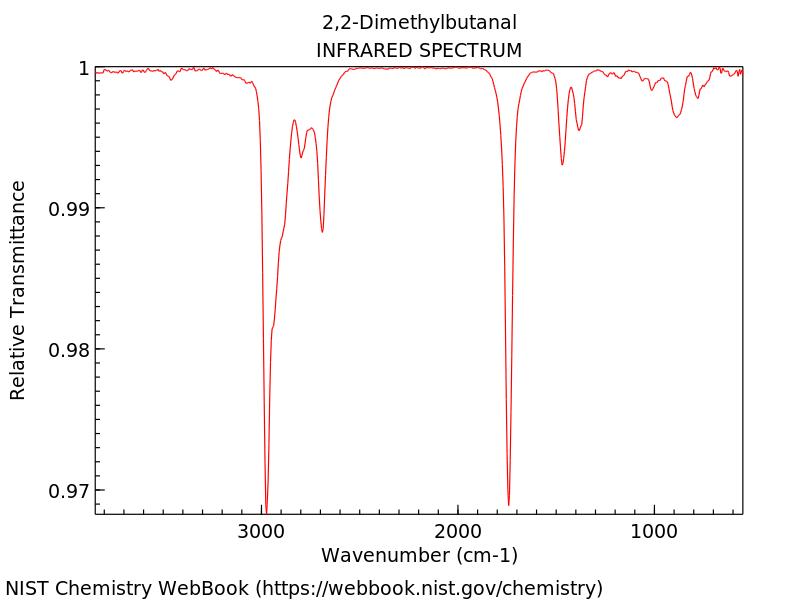 2,2-Dimethylbutanal
INFRARED SPECTRUM
1
0.99
0.98
0.97
Relative Transmittance
3000 2000 1000
Wavenumber (cm-1)
NIST Chemistry WebBook (https://webbook.nist.gov/chemistry)